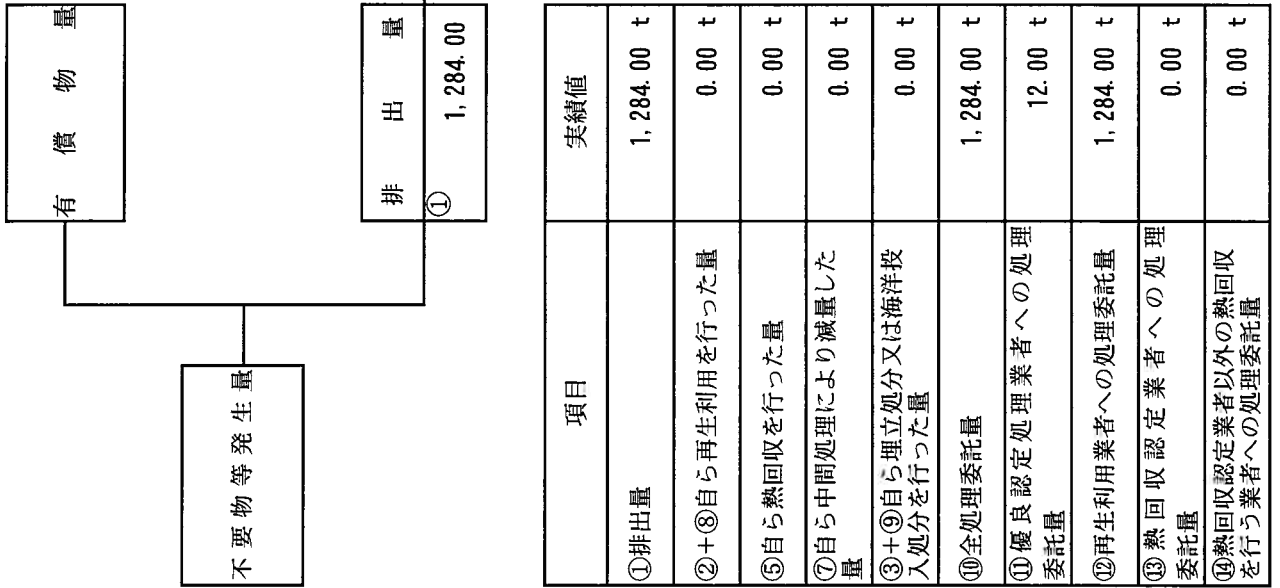 有償物量
不要物等発生量
排出量
① 1,284.00
項目 実績値
①排出量 1,284.00 t
②+⑧自ら再生利用を行った量 0.00 t
⑤自ら熱回収を行った量 0.00 t
⑦自ら中間処理により減量した
量 0.00 t
③+⑨自ら埋立処分又は海洋投
入処分を行った量 0.00 t
⑩全処理委託量 1,284.00 t
⑪優良認定処理業者への処理
委託量 12.00 t
⑫再生利用業者への処理委託量 1,284.00 t
⑬熱回収認定業者への処理
委託量 0.00 t
⑭熱回収認定業者以外の熱回収
を行う業者への処理委託量 0.00 t